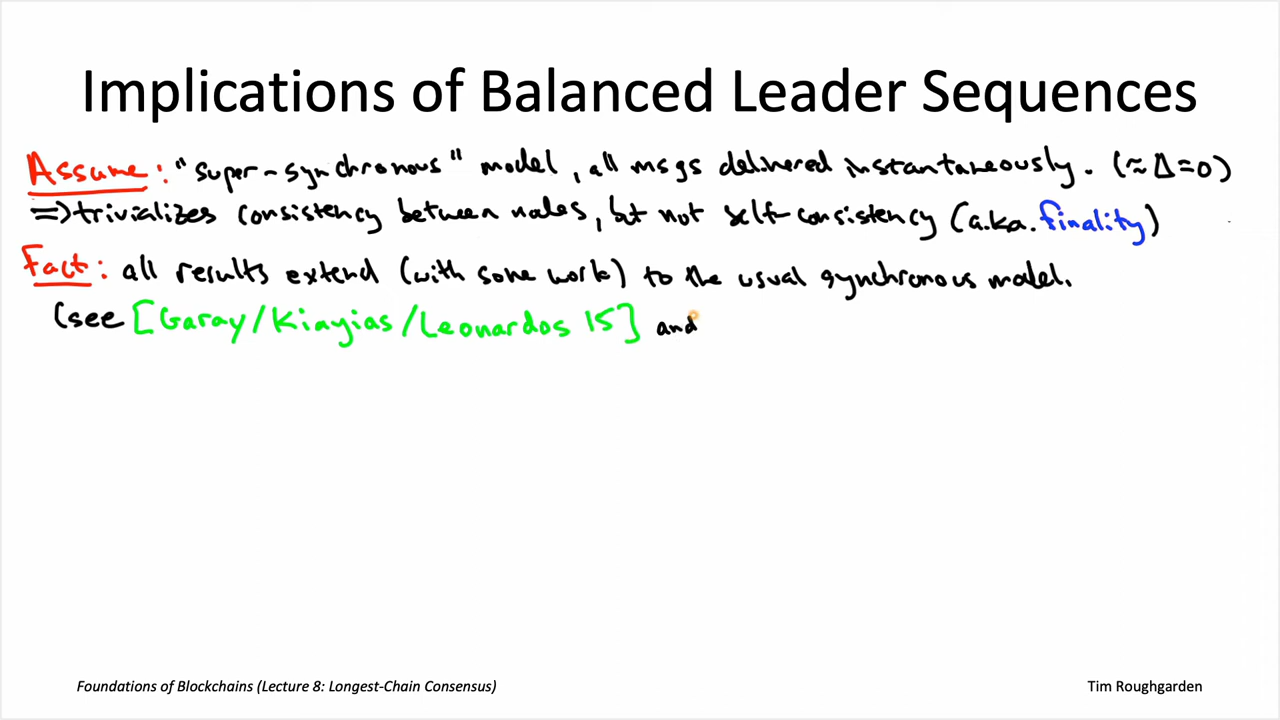 Implications of Balanced Leader Sequences
Assume: "super-synchronous" model, all msgs delivered instantaneously. (≈ Δ=0)
⇒ trivializes consistency between nodes, but not self-consistency (a.k.a. finality)
Fact: all results extend (with some work) to the usual synchronous model.
(see [Garay/Kiayias/Leonardos 15] and
Foundations of Blockchains (Lecture 8: Longest-Chain Consensus)
Tim Roughgarden